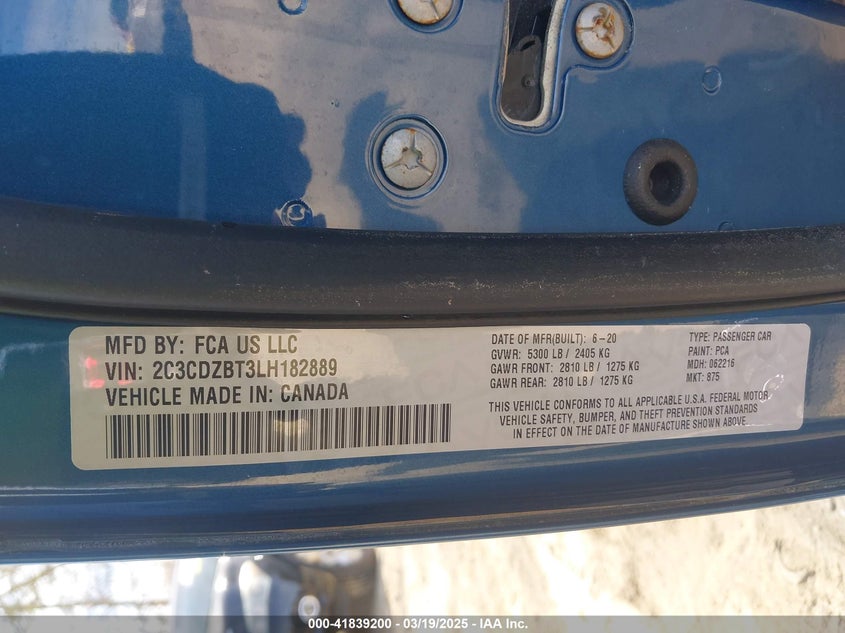 MFD BY: FCA US LLC
VIN: 2C3CDZBT3LH182889
VEHICLE MADE IN: CANADA
DATE OF MFR(BUILT): 6-20
GVWR: 5300 LB / 2405 KG
GAWR FRONT: 2810 LB / 1275 KG
GAWR REAR: 2810 LB / 1275 KG
TYPE: PASSENGER CAR
PAINT: PCA
MDH: 062216
MKT: 875
THIS VEHICLE CONFORMS TO ALL APPLICABLE U.S.A. FEDERAL MOTOR
VEHICLE SAFETY, BUMPER, AND THEFT PREVENTION STANDARDS
IN EFFECT ON THE DATE OF MANUFACTURE SHOWN ABOVE.
000-41839200 / 03/19/2025 / IAA Inc.